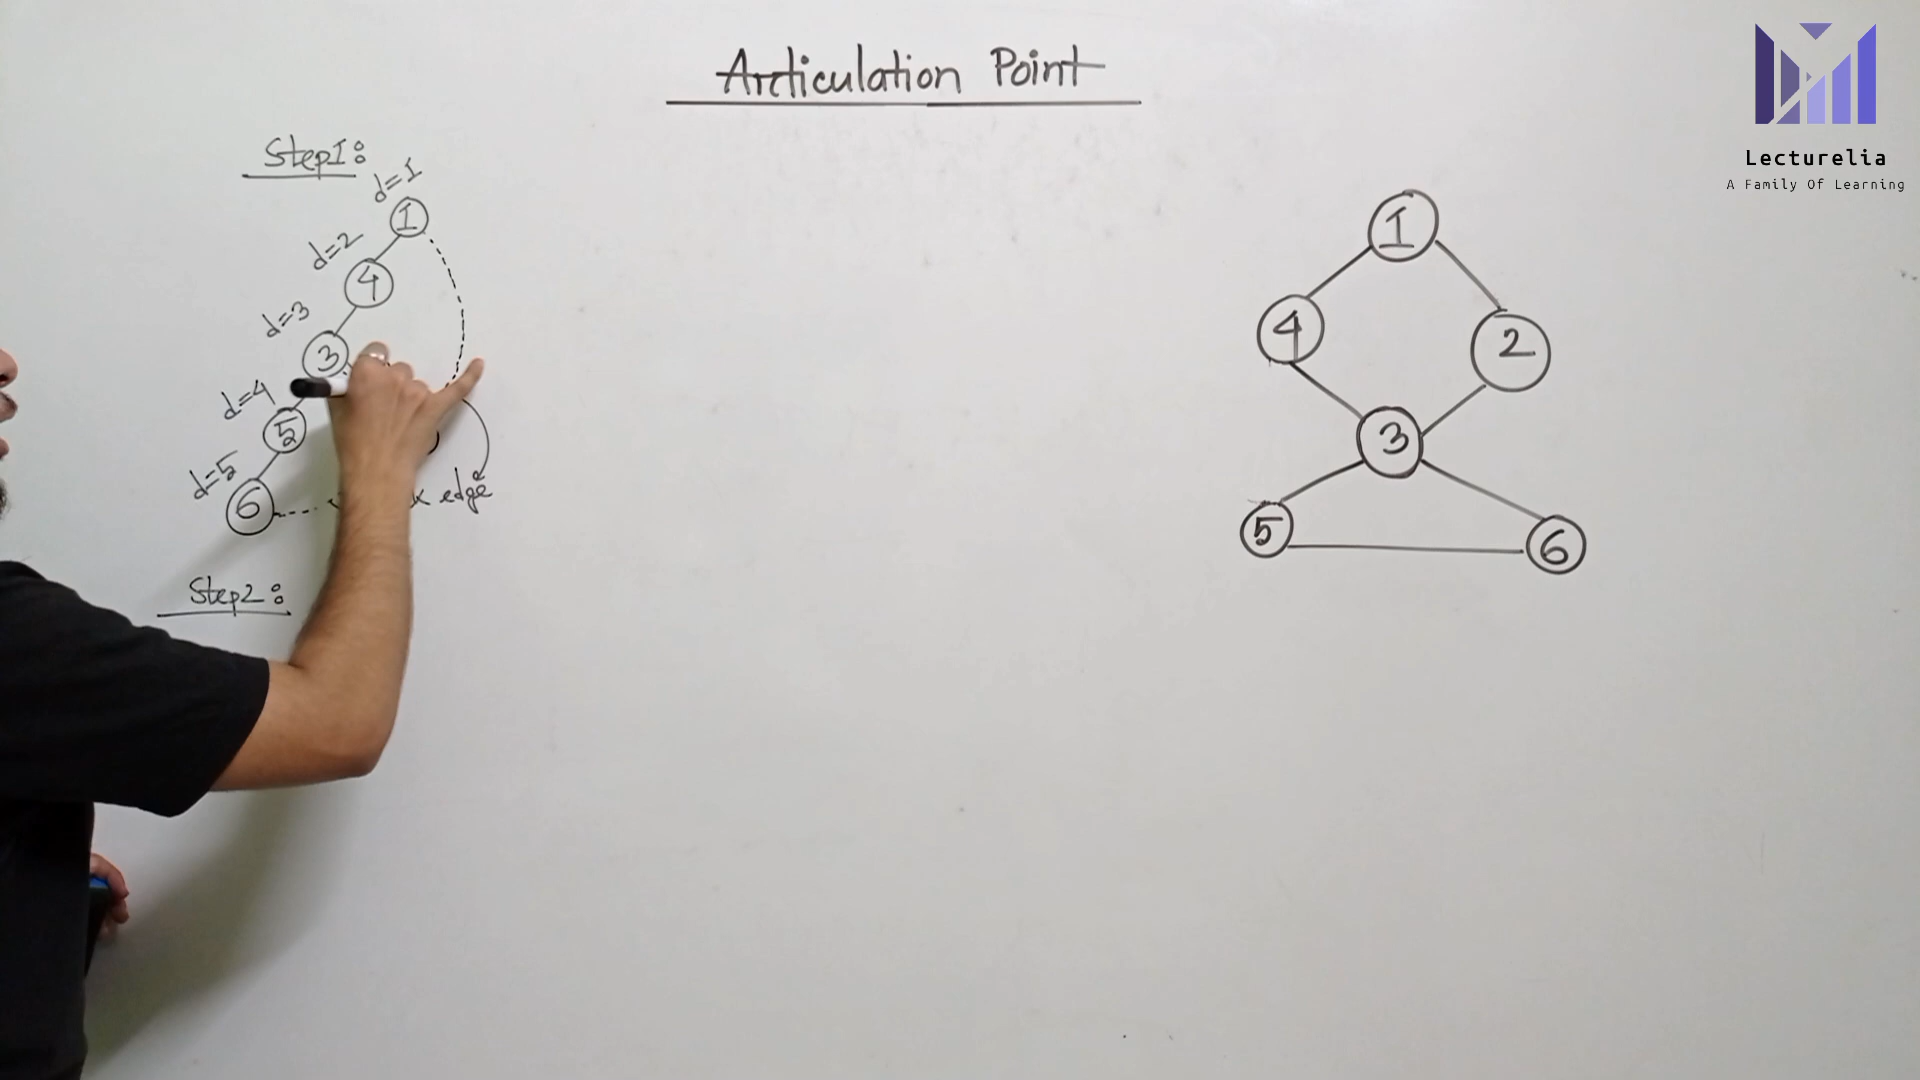 Articulation Point
Lecturelia
A Family Of Learning
Step1:
d=1
1
d=2
4
d=3
3
d=4
5
d=5
6
edge
Step2:
1
4
2
3
5
6